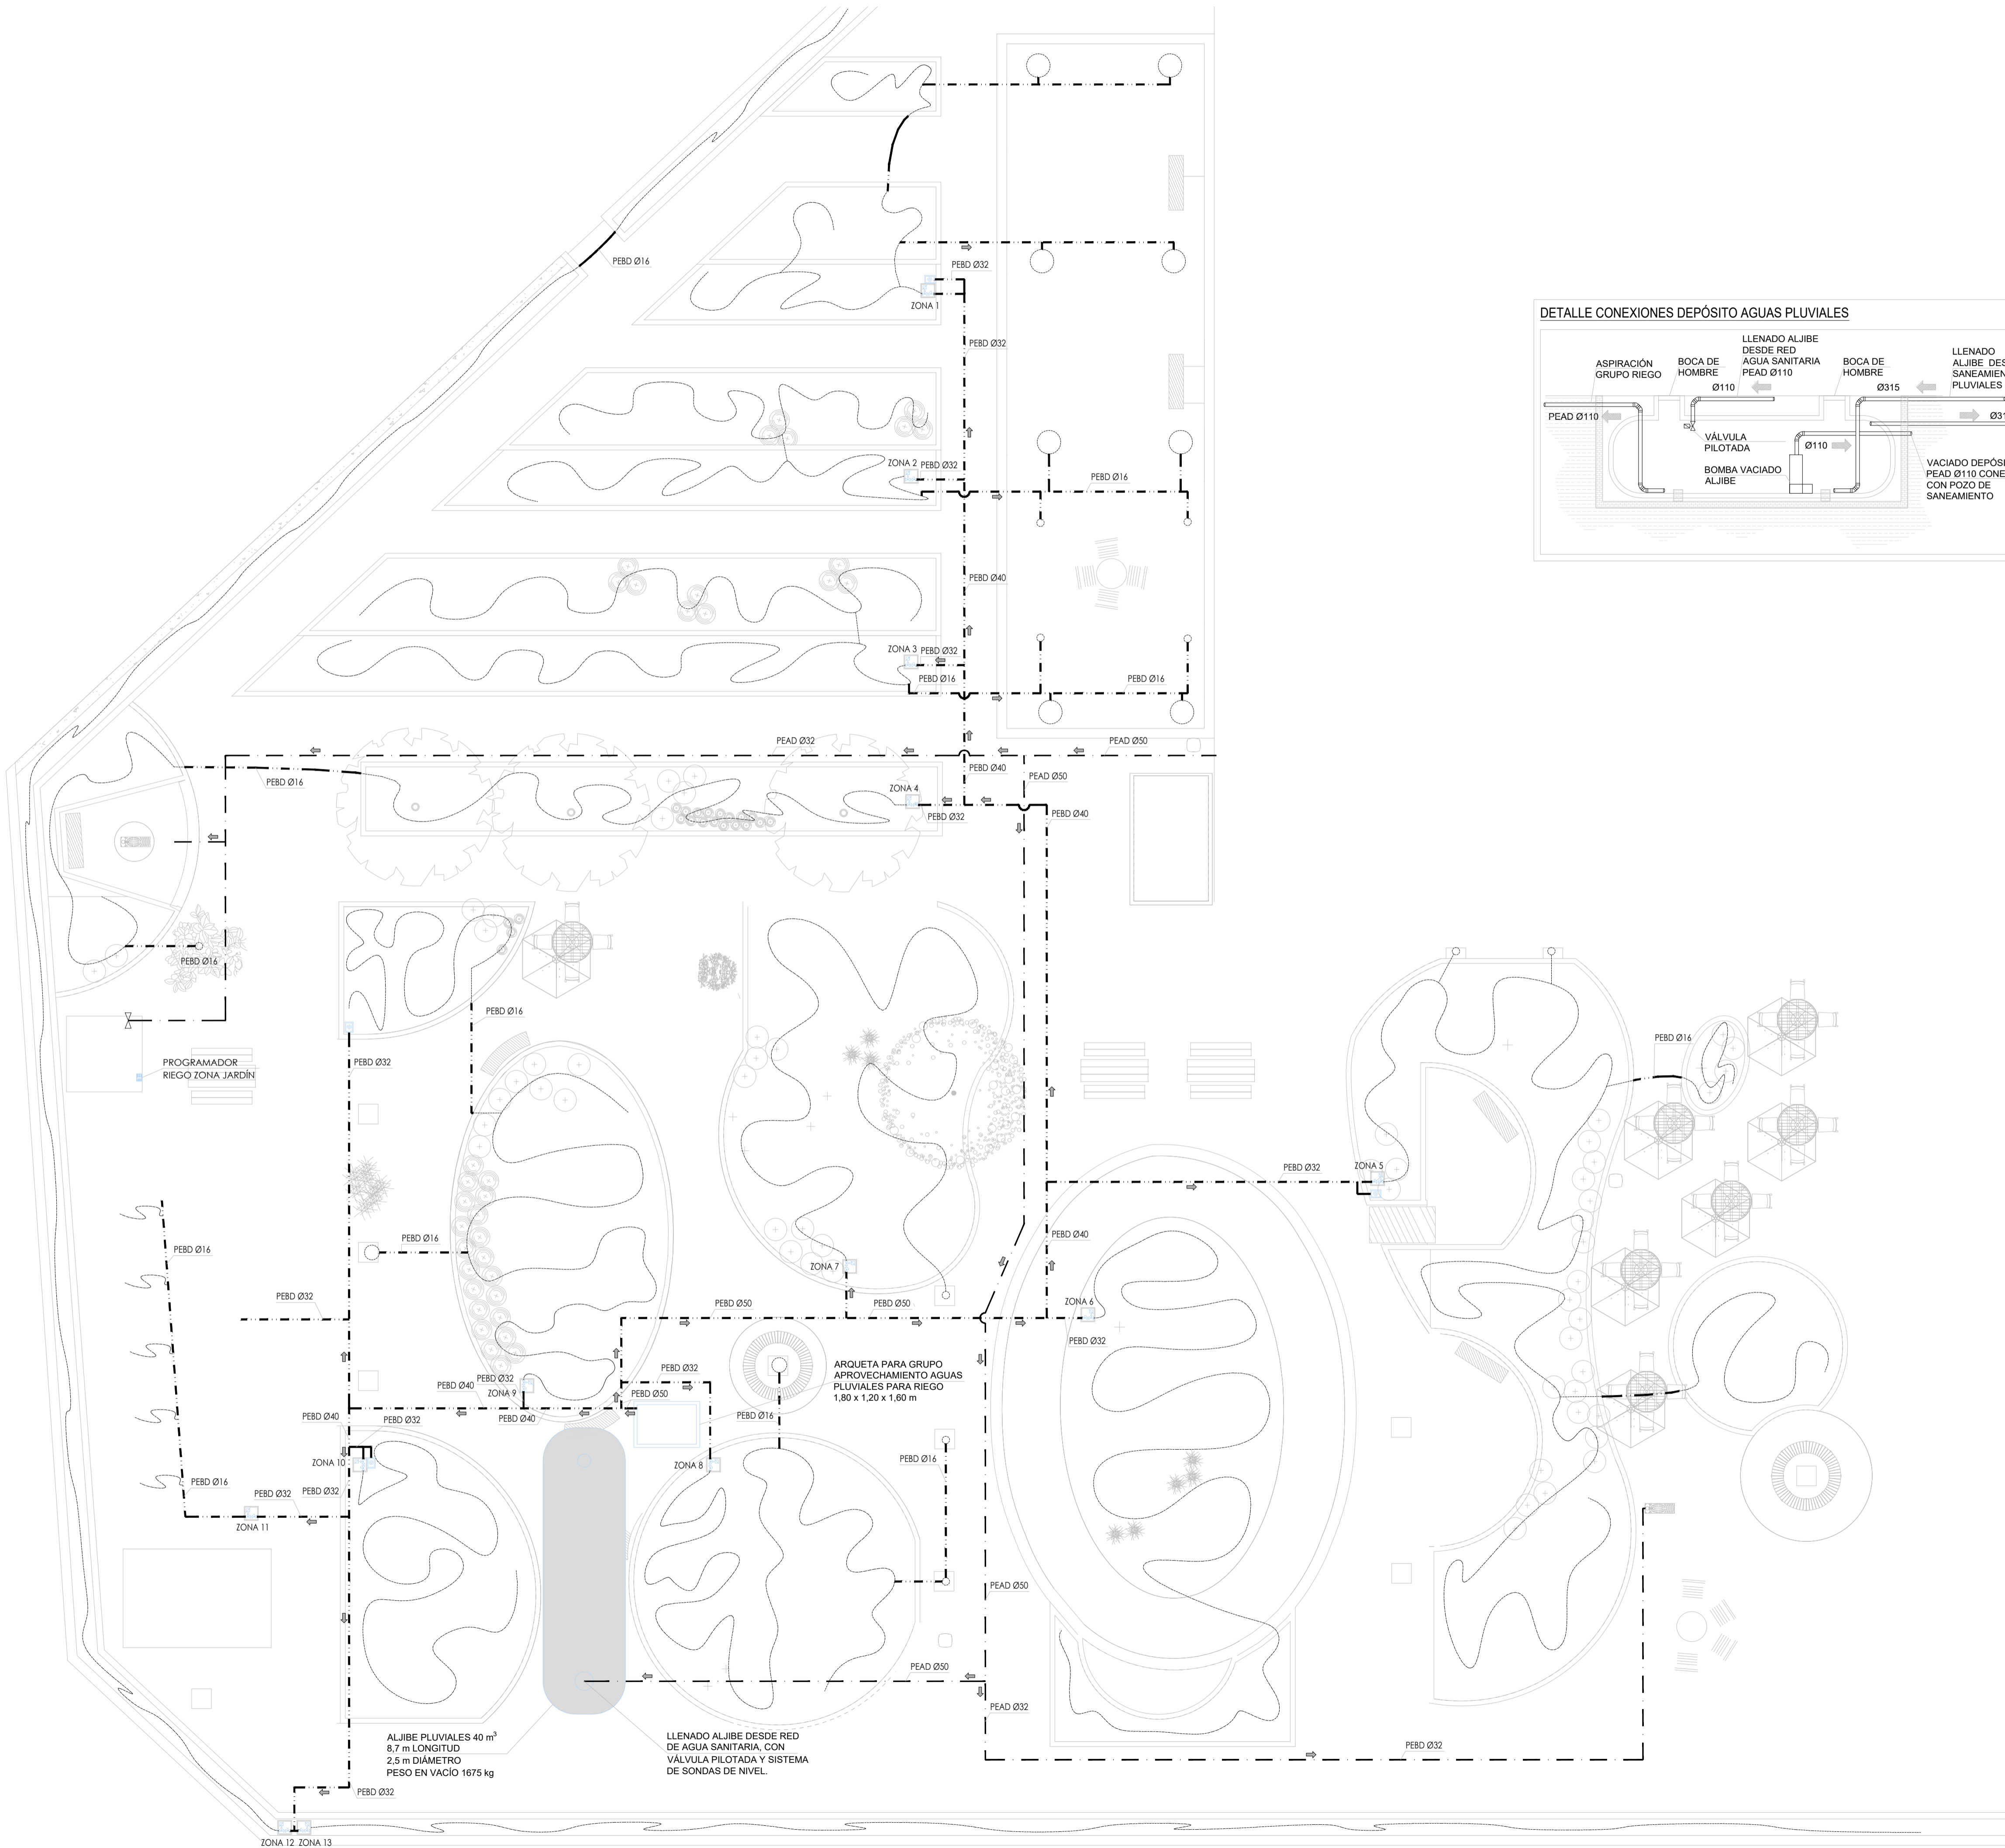 PEBD Ø16
PEBD Ø32
ZONA 1
PEBD Ø32
DETALLE CONEXIONES DEPÓSITO AGUAS PLUVIALES
ASPIRACIÓN
GRUPO RIEGO
BOCA DE
HOMBRE
LLENADO ALJIBE
DESDE RED
AGUA SANITARIA
PEAD Ø110
BOCA DE
HOMBRE
LLENADO
ALJIBE
SANEAMIEN
PLUVIALES
Ø110
Ø315
PEAD Ø110
VÁLVULA
PILOTADA
Ø110
BOMBA VACIADO
ALJIBE
VACIADO
PEAD Ø110
CON POZO DE
SANEAMIENTO
ZONA 2
PEBD Ø32
PEBD Ø16
PEBD Ø40
ZONA 3
PEBD Ø32
PEBD Ø16
PEBD Ø16
PEAD Ø32
PEAD Ø50
PEBD Ø16
PEBD Ø40
PEAD Ø50
ZONA 4
PEBD Ø32
PEBD Ø40
PEBD Ø16
PEBD Ø16
PEBD Ø16
PEBD Ø32
PROGRAMADOR
RIEGO ZONA JARDÍN
PEBD Ø32
ZONA 5
PEBD Ø16
PEBD Ø16
PEBD Ø40
ZONA 7
PEBD Ø32
PEBD Ø50
PEBD Ø50
ZONA 6
PEBD Ø32
ARQUETA PARA GRUPO
APROVECHAMIENTO AGUAS
PLUVIALES PARA RIEGO
1,80 x 1,20 x 1,60 m
PEBD Ø32
PEBD Ø40
PEBD Ø32
ZONA 9
PEBD Ø50
PEBD Ø40
PEBD Ø16
PEBD Ø40
PEBD Ø32
ZONA 10
ZONA 8
PEBD Ø16
PEBD Ø16
PEBD Ø32
PEBD Ø32
ZONA 11
PEAD Ø50
PEAD Ø50
PEAD Ø32
ALJIBE PLUVIALES 40 m³
8,7 m LONGITUD
2,5 m DIÁMETRO
PESO EN VACÍO 1675 kg
LLENADO ALJIBE DESDE RED
DE AGUA SANITARIA, CON
VÁLVULA PILOTADA Y SISTEMA
DE SONDAS DE NIVEL.
PEBD Ø32
PEBD Ø32
ZONA 12 ZONA 13